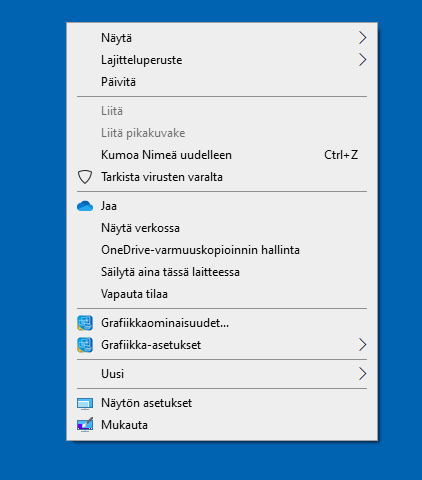 Näytä
Lajitteluperuste
Päivitä
Liitä
Liitä pikakuvake
Kumoa Nimeä uudelleen Ctrl+Z
Tarkista virusten varalta
Jaa
Näytä verkossa
OneDrive-varmuuskopioinnin hallinta
Säilytä aina tässä laitteessa
Vapauta tilaa
Grafiikkaominaisuudet...
Grafiikka-asetukset
Uusi
Näytön asetukset
Mukauta